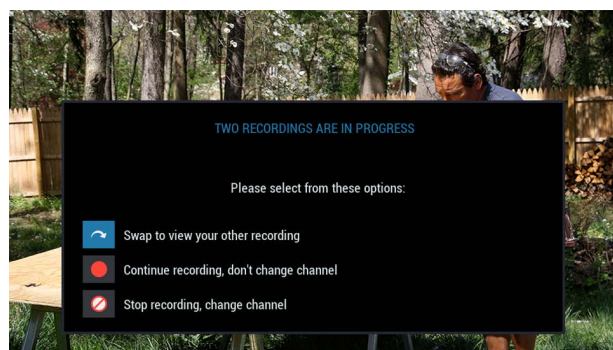 TWO RECORDINGS ARE IN PROGRESS
Please select from these options:
Swap to view your other recording
Continue recording, don't change channel
Stop recording, change channel